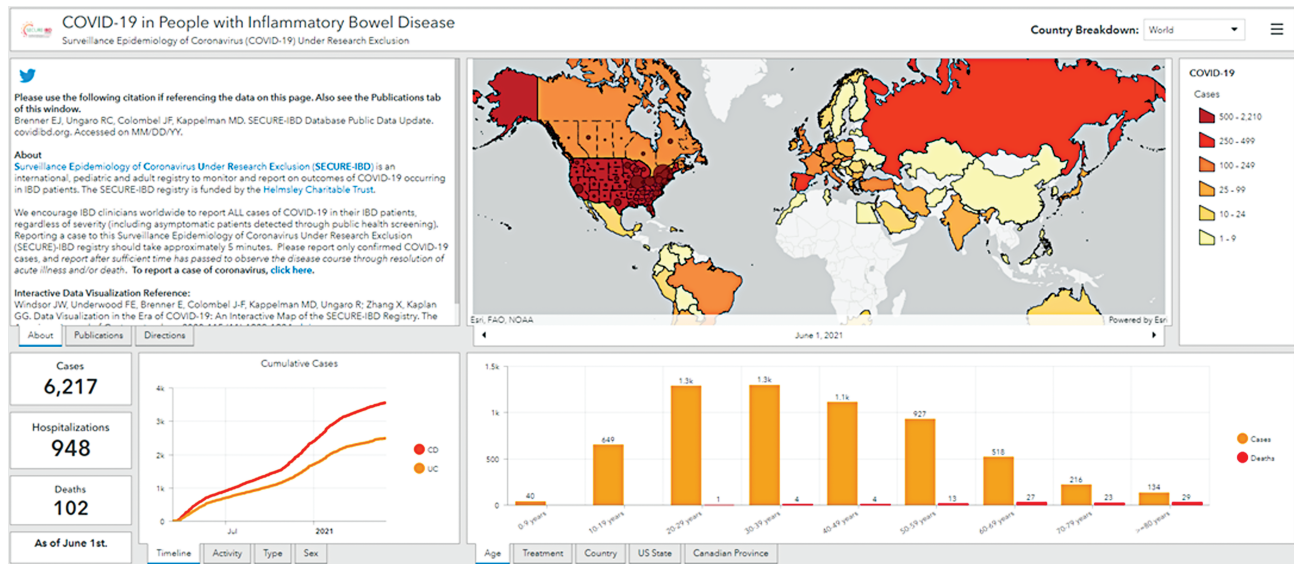 COVID-19 in People with Inflammatory Bowel Disease
Surveillance Epidemiology of Coronavirus (COVID-19) Under Research Exclusion
Country Breakdown: World
Please use the following citation if referencing the data on this page. Also see the Publications tab
of this window.
Brenner EJ, Ungaro RC, Colombel JF, Kappelman MD. SECURE-IBD Database Public Data Update.
covidibd.org. Accessed on MM/DD/YY.
About
Surveillance Epidemiology of Coronavirus Under Research Exclusion (SECURE-IBD) is an
international, pediatric and adult registry to monitor and report on outcomes of COVID-19 occurring
in IBD patients. The SECURE-IBD registry is funded by the Helmsley Charitable Trust.
We encourage IBD clinicians worldwide to report ALL cases of COVID-19 in their IBD patients,
regardless of severity (including asymptomatic patients detected through public health screening).
Reporting a case to this Surveillance Epidemiology of Coronavirus Under Research Exclusion
(SECURE)-IBD registry should take approximately 5 minutes. Please report only confirmed COVID-19
cases, and report after sufficient time has passed to observe the disease course through resolution of
acute illness and/or death. To report a case of coronavirus, click here.
Interactive Data Visualization Reference:
Windsor JW, Underwood FE, Brenner E, Colombel J-F, Kappelman MD, Ungaro R; Zhang X, Kaplan
GG. Data Visualization in the Era of COVID-19: An Interactive Map of the SECURE-IBD Registry. The
About
Publications
Directions
Esri, FAO, NOAA
Powered by Esri
June 1, 2021
COVID-19
Cases
500 - 2,210
250 - 499
100 - 249
25 - 99
10 - 24
1 - 9
Cases
6,217
Hospitalizations
948
Deaths
102
As of June 1st.
Cumulative Cases
4k
3k
2k
1k
0
Jul
2021
CD
UC
Timeline
Activity
Type
Sex
1.5k
1k
500
0
40
649
1.3k
1
1.3k
4
1.1k
4
927
13
518
27
216
23
134
29
0-9 years
10-19 years
20-29 years
30-39 years
40-49 years
50-59 years
60-69 years
70-79 years
>=80 years
Cases
Deaths
Age
Treatment
Country
US State
Canadian Province